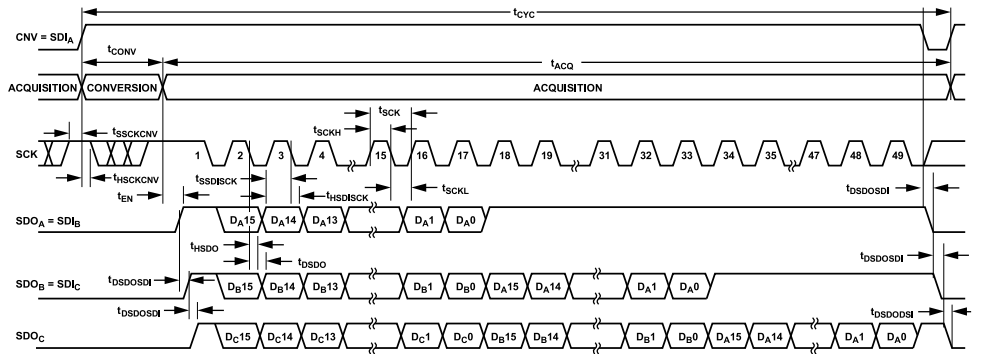 tCYC
CNV = SDIA
tCONV
tACQ
ACQUISITION CONVERSION ACQUISITION
tSCK
tSSCKCNV
tSCKH
SCK
1 2 3 4 15 16 17 18 19 31 32 33 34 35 47 48 49
tHSCKCNV
tSSDISCK
tEN
tHSDISCK
tSCKL
tDSDOSDI
SDOA = SDIB
DA15 DA14 DA13 DA1 DA0
tHSDO
tDSDO
tDSDOSDI
tDSDOSDI
SDOB = SDIC
DB15 DB14 DB13 DB1 DB0 DA15 DA14 DA1 DA0
tDSDOSDI
tDSDODSI
SDOC
DC15 DC14 DC13 DC1 DC0 DB15 DB14 DB1 DB0 DA15 DA14 DA1 DA0